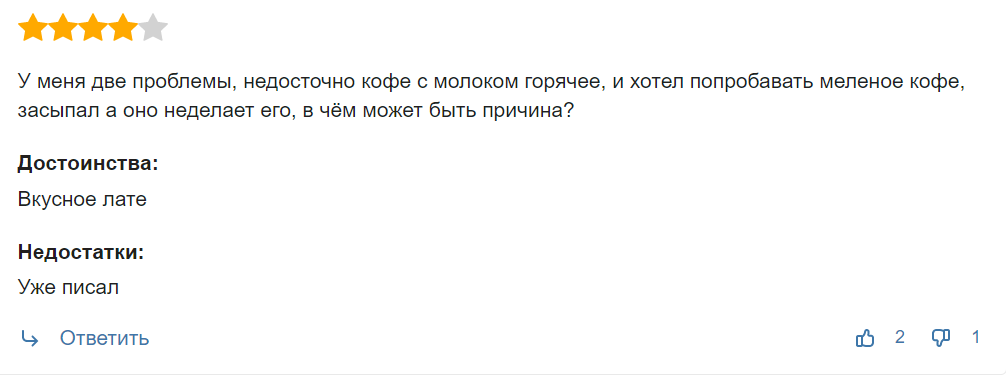 У меня две проблемы, недосточно кофе с молоком горячее, и хотел попробавать меленое кофе,
засыпал а оно неделает его, в чём может быть причина?
Достоинства:
Вкусное лате
Недостатки:
Уже писал
Ответить 2 1